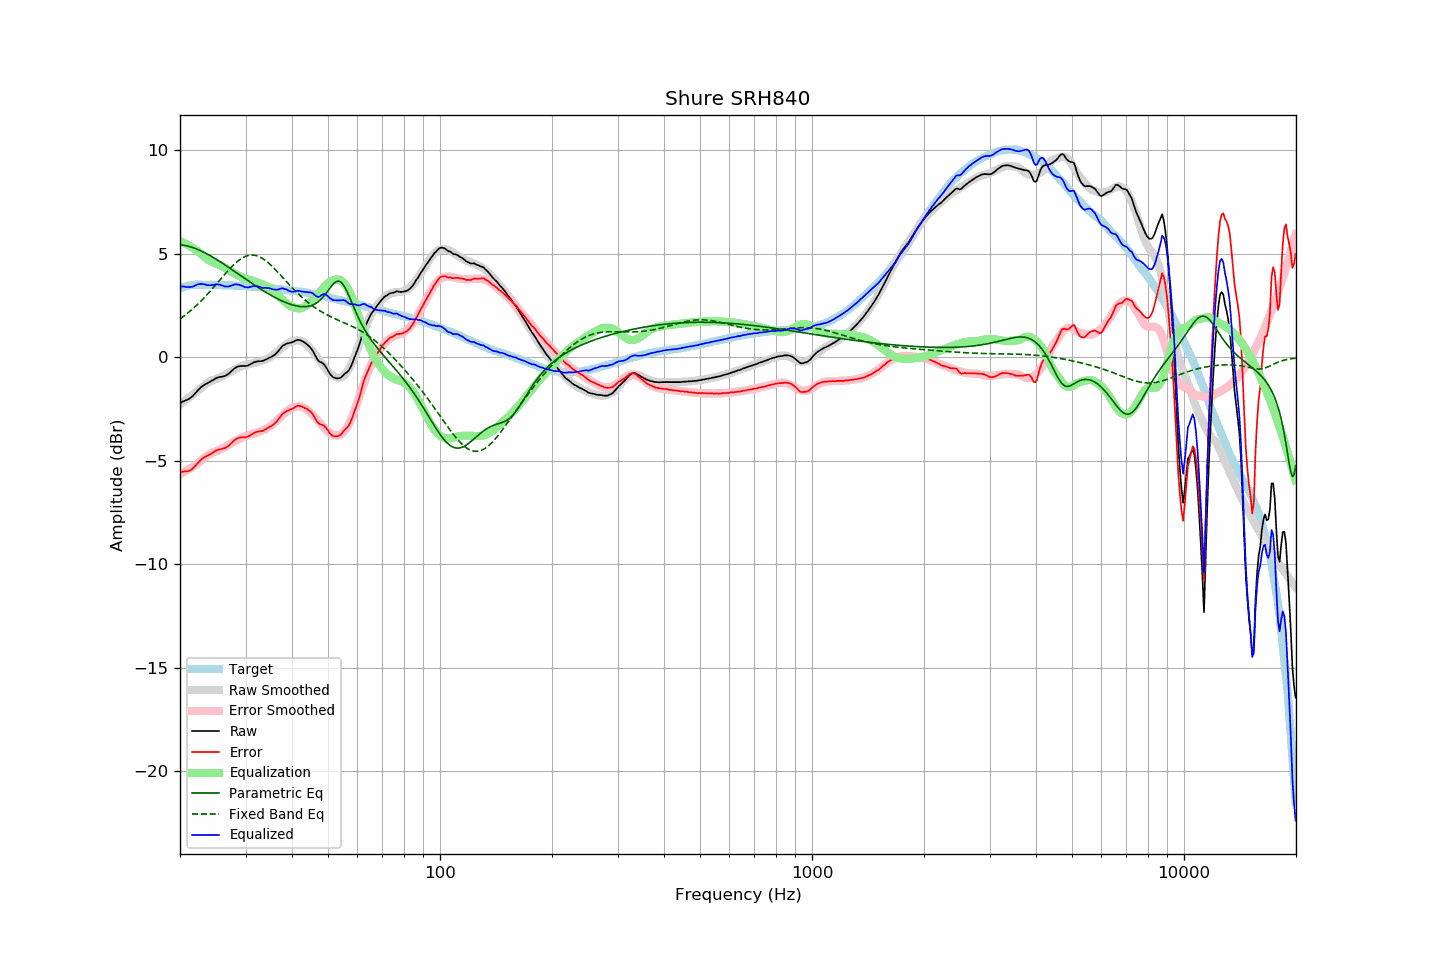 Shure SRH840
10
5
0
−5
−10
−15
−20
Amplitude (dBr)
Target
Raw Smoothed
Error Smoothed
Raw
Error
Equalization
Parametric Eq
Fixed Band Eq
Equalized
100 1000 10000
Frequency (Hz)